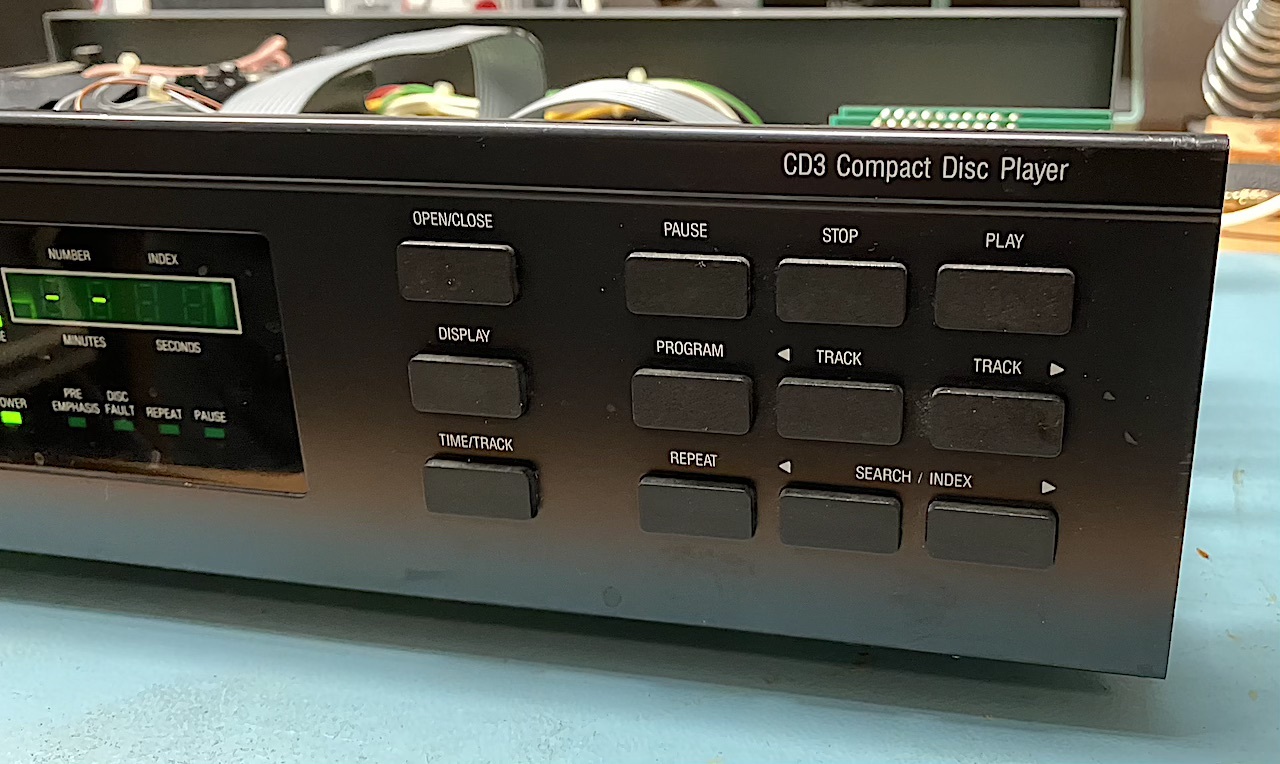 CD3 Compact Disc Player
OPEN/CLOSE
PAUSE
STOP
PLAY
NUMBER
INDEX
DISPLAY
MINUTES
SECONDS
PROGRAM
◀ TRACK
TRACK ▶
PRE
EMPHASIS
DISC
FAULT
REPEAT
PAUSE
TIME/TRACK
REPEAT
◀ SEARCH / INDEX ▶